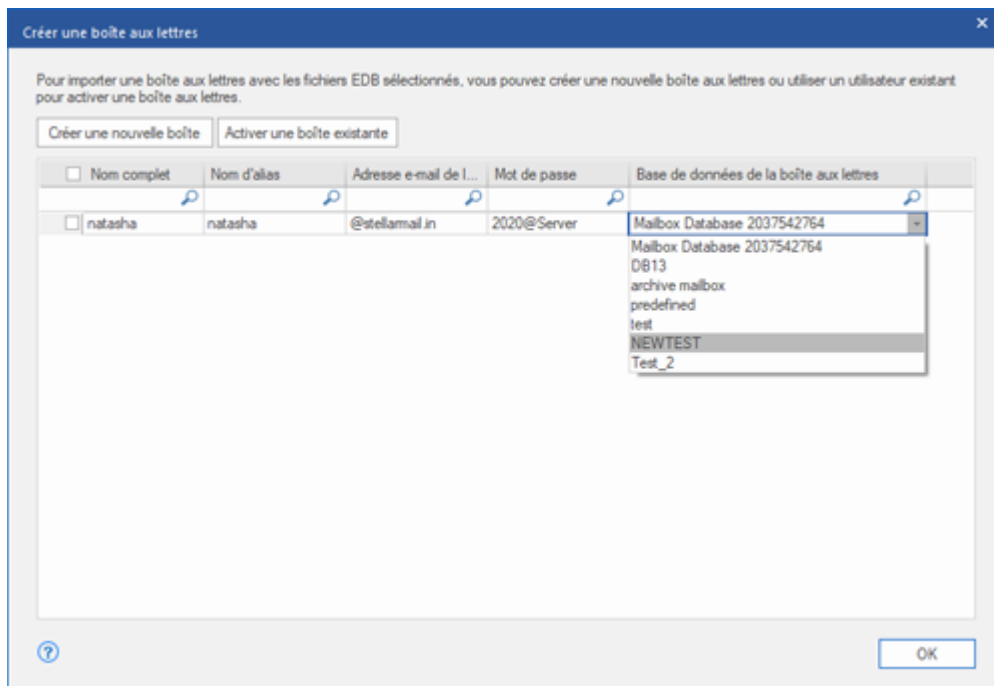 Créer une boîte aux lettres
Pour importer une boîte aux lettres avec les fichiers EDB sélectionnés, vous pouvez créer une nouvelle boîte aux lettres ou utiliser un utilisateur existant
pour activer une boîte aux lettres.
Créer une nouvelle boîte Activer une boîte existante
Nom complet Nom d'alias Adresse e-mail de l... Mot de passe Base de données de la boîte aux lettres
natasha natasha @stellarmail.in 2020@Server Mailbox Database 2037542764
Mailbox Database 2037542764
DB13
archive mailbox
predefined
test
NEWTEST
Test_2
OK